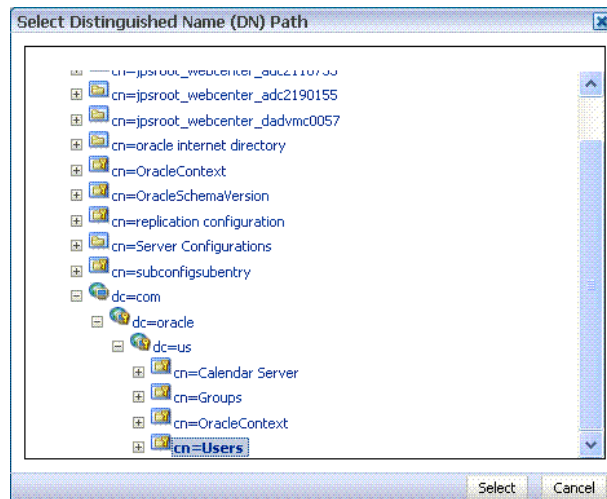 Select Distinguished Name (DN) Path
cn=jpsroot_webcenter_adc2190155
cn=jpsroot_webcenter_dadvmc0057
cn=oracle internet directory
cn=OracleContext
cn=OracleSchemaVersion
cn=replication configuration
cn=Server Configurations
cn=subconfigsubentry
dc=com
dc=oracle
dc=us
cn=Calendar Server
cn=Groups
cn=OracleContext
cn=Users
Select Cancel